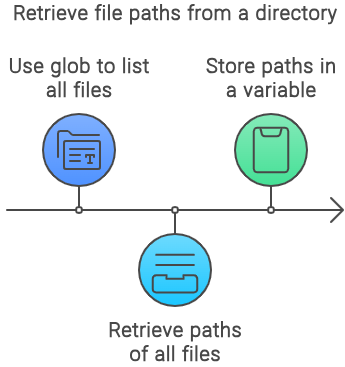 Retrieve file paths from a directory
Use glob to list
all files
Store paths in
a variable
T
Retrieve paths
of all files